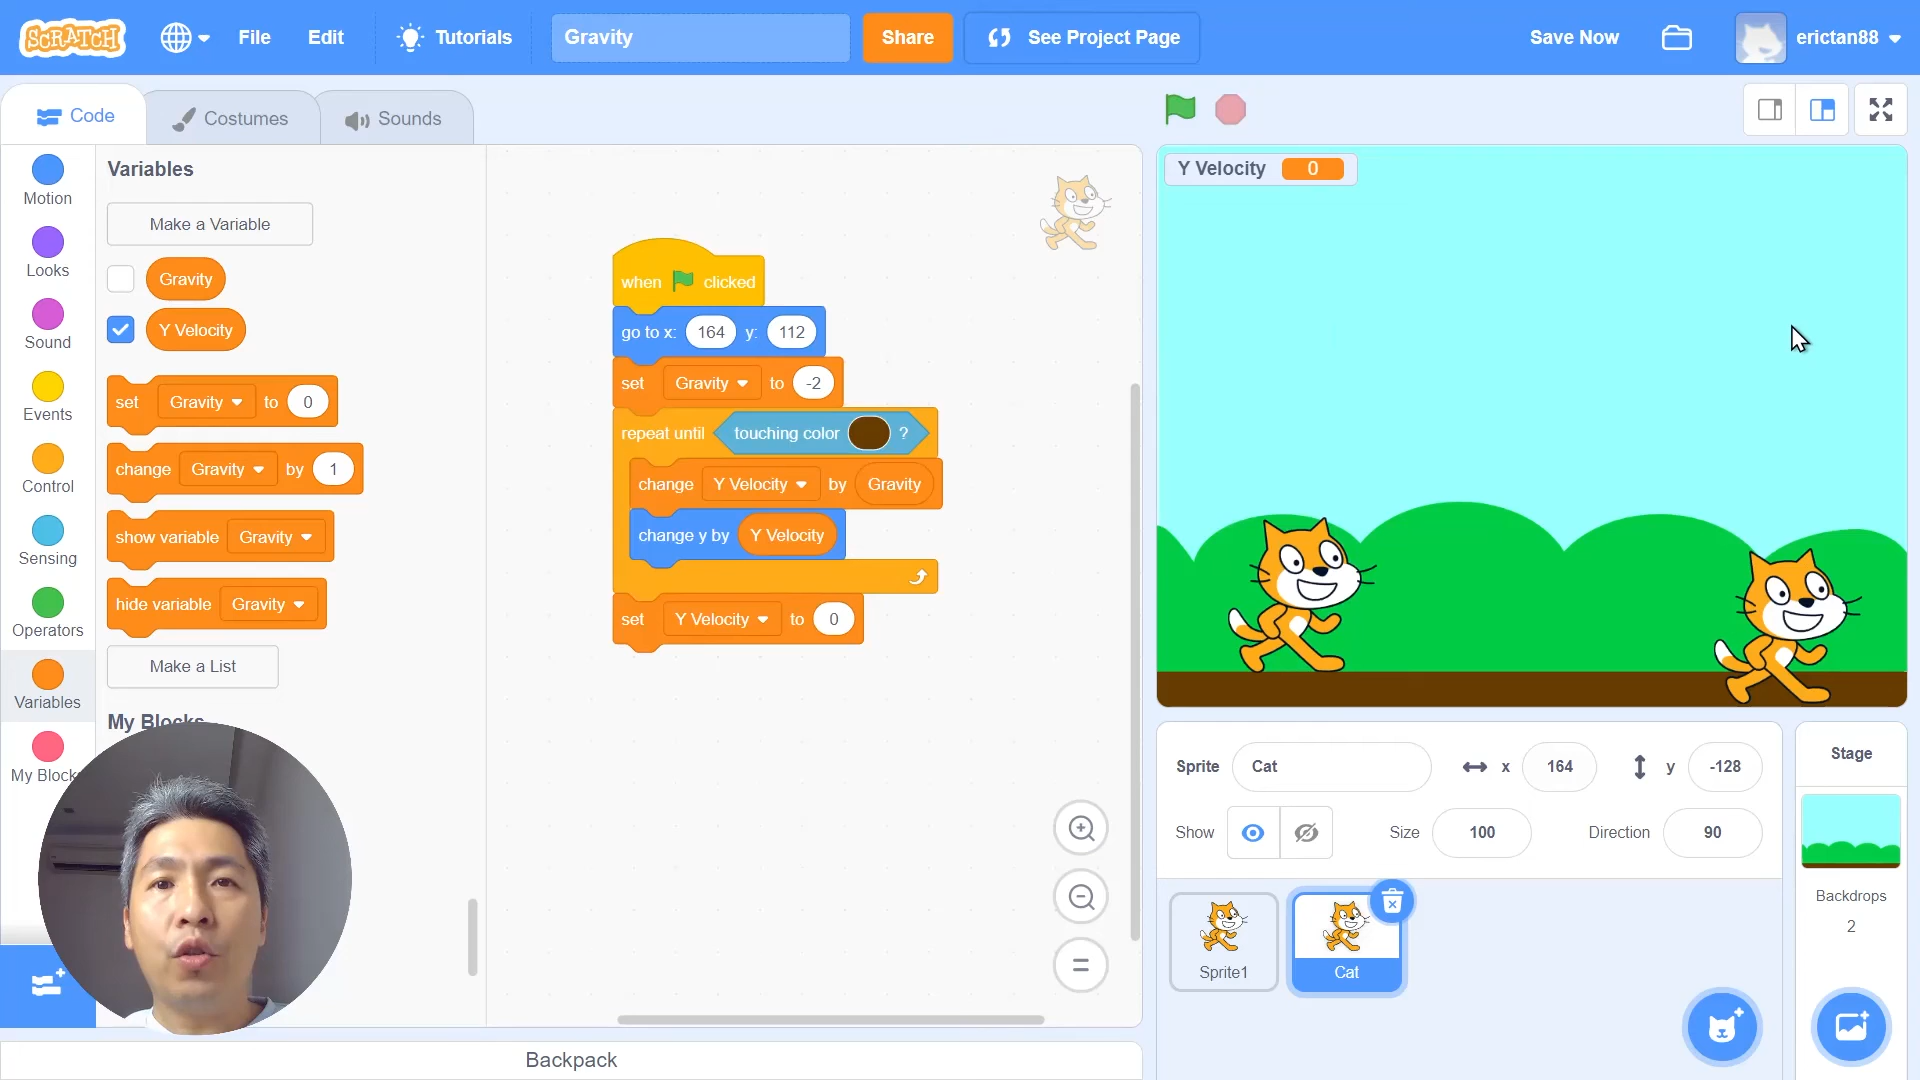 SCRATCH
File
Edit
Tutorials
Gravity
Share
See Project Page
Save Now
erictan88
Code
Costumes
Sounds
Motion
Looks
Sound
Events
Control
Sensing
Operators
Variables
My Block
Variables
Make a Variable
Gravity
Y Velocity
set Gravity to 0
change Gravity by 1
show variable Gravity
hide variable Gravity
Make a List
My Blocks
when clicked
go to x: 164 y: 112
set Gravity to -2
repeat until touching color ?
change Y Velocity by Gravity
change y by Y Velocity
set Y Velocity to 0
Backpack
Y Velocity 0
Sprite Cat x 164 y -128
Show Size 100 Direction 90
Sprite1
Cat
Stage
Backdrops
2